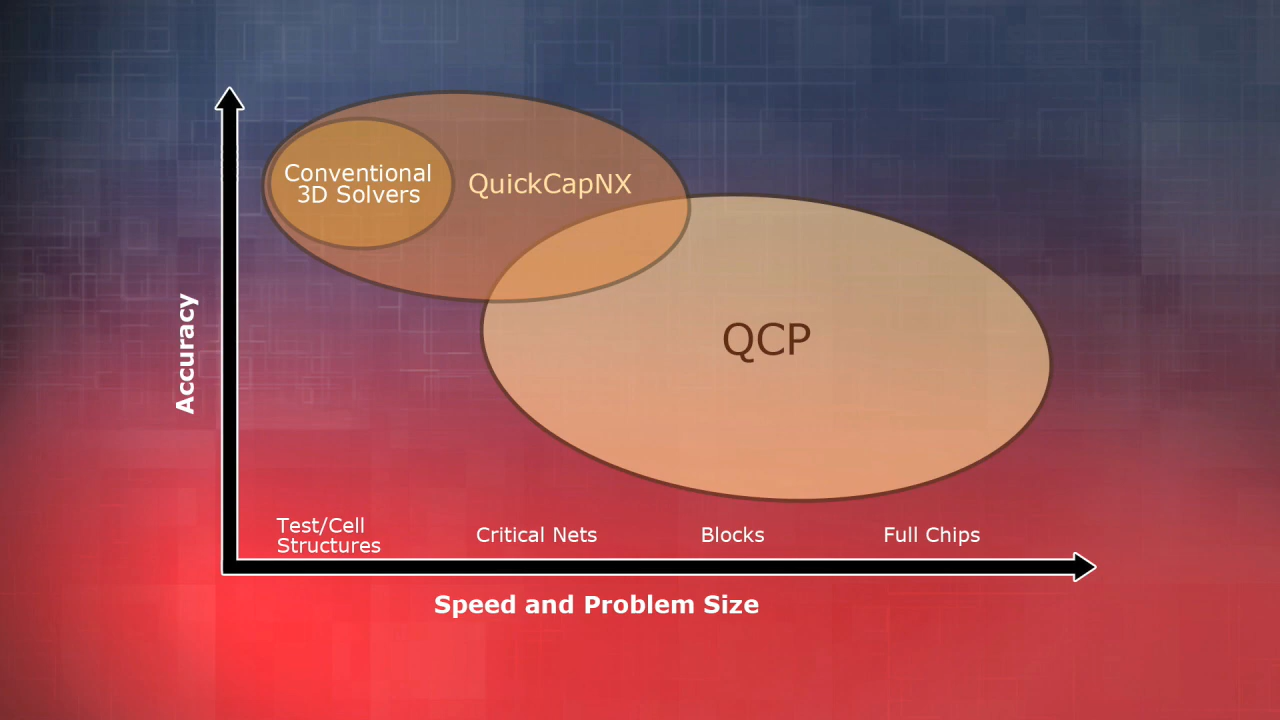 Conventional
3D Solvers
QuickCapNX
QCP
Accuracy
Test/Cell
Structures
Critical Nets
Blocks
Full Chips
Speed and Problem Size